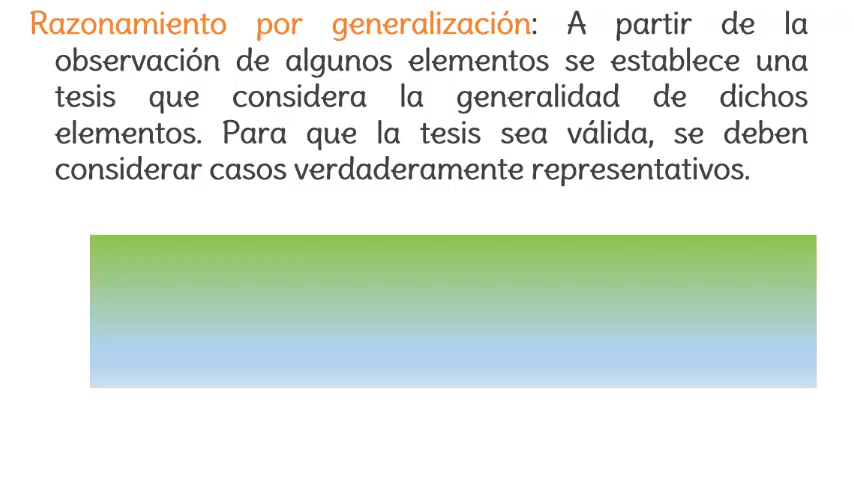 Razonamiento por generalización: A partir de la
observación de algunos elementos se establece una
tesis que considera la generalidad de dichos
elementos. Para que la tesis sea válida, se deben
considerar casos verdaderamente representativos.